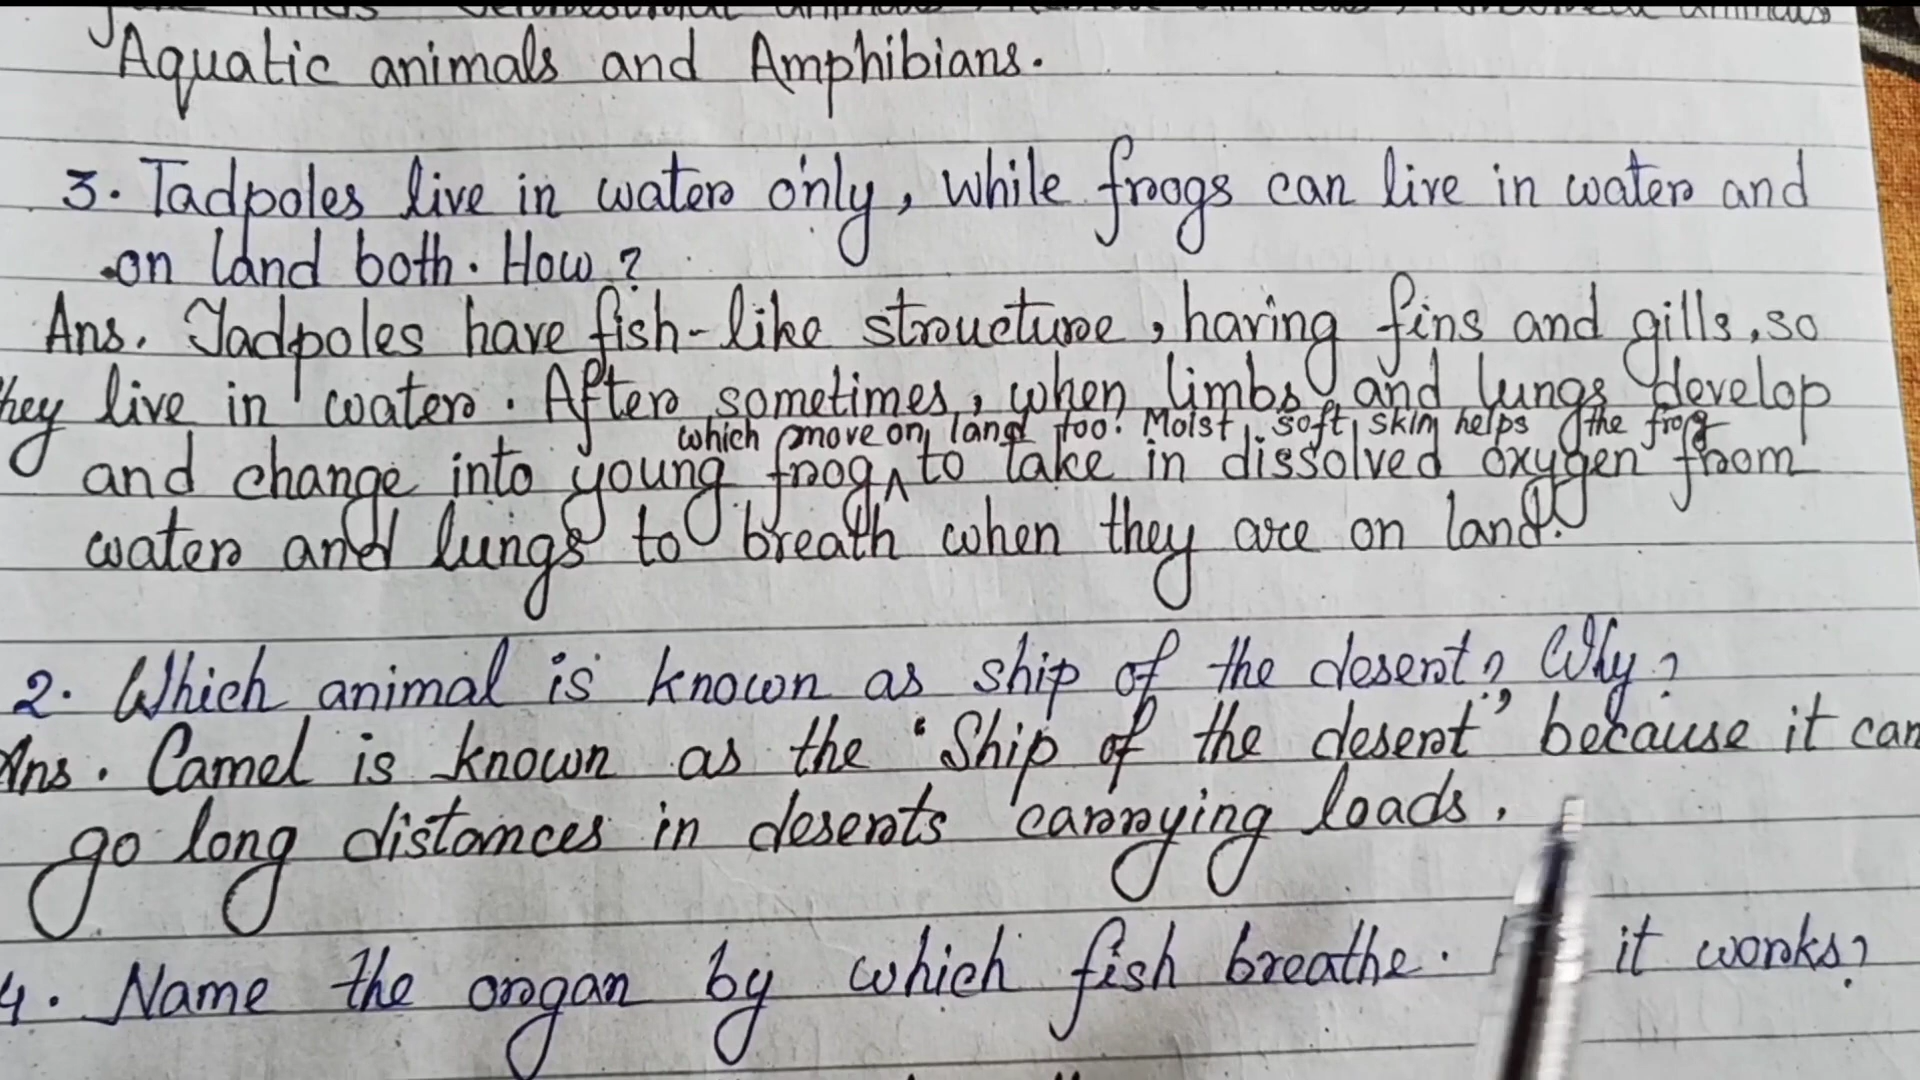 Aquatic animals and Amphibians.
3. Tadpoles live in water only, while frogs can live in water and
on land both. How?
Ans. Tadpoles have fish-like structure, having fins and gills, so
they live in water. After sometimes, when limbs and lungs develop
which move on land too. Moist, soft skin helps the frog
and change into young frog ^ to take in dissolved oxygen from
water and lungs to breath when they are on land.
2. Which animal is known as ship of the desert? Why?
Ans. Camel is known as the 'Ship of the desert' because it can
go long distances in deserts carrying loads.
4. Name the organ by which fish breathe. it works?